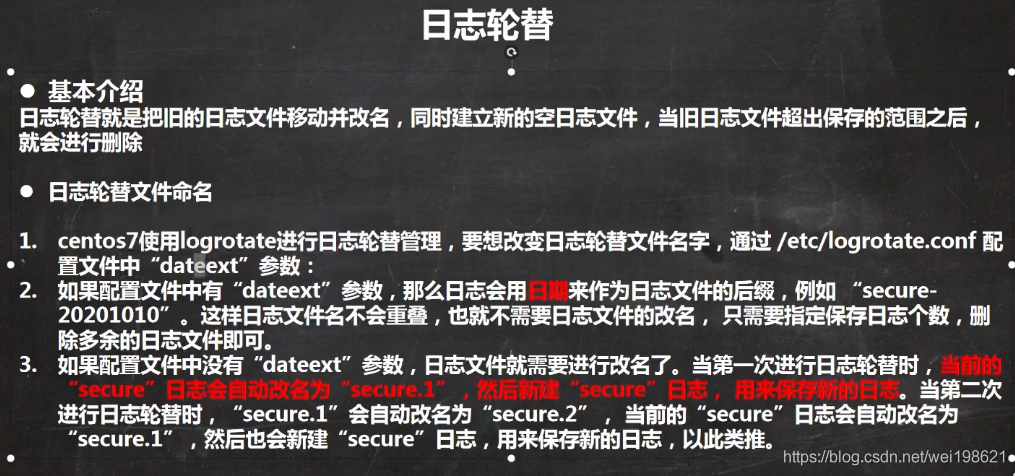 日志轮替
● 基本介绍
日志轮替就是把旧的日志文件移动并改名，同时建立新的空日志文件，当旧日志文件超出保存的范围之后，
就会进行删除
● 日志轮替文件命名
1. centos7使用logrotate进行日志轮替管理，要想改变日志轮替文件名字，通过 /etc/logrotate.conf 配
置文件中“dateext”参数：
2. 如果配置文件中有“dateext”参数，那么日志会用日期来作为日志文件的后缀，例如 “secure-
20201010”。这样日志文件名不会重叠，也就不需要日志文件的改名， 只需要指定保存日志个数，删
除多余的日志文件即可。
3. 如果配置文件中没有“dateext”参数，日志文件就需要进行改名了。当第一次进行日志轮替时，当前的
“secure”日志会自动改名为“secure.1”，然后新建“secure”日志， 用来保存新的日志。当第二次
进行日志轮替时，“secure.1”会自动改名为“secure.2”， 当前的“secure”日志会自动改名为
“secure.1”，然后也会新建“secure”日志，用来保存新的日志，以此类推。
https://blog.csdn.net/wei198621